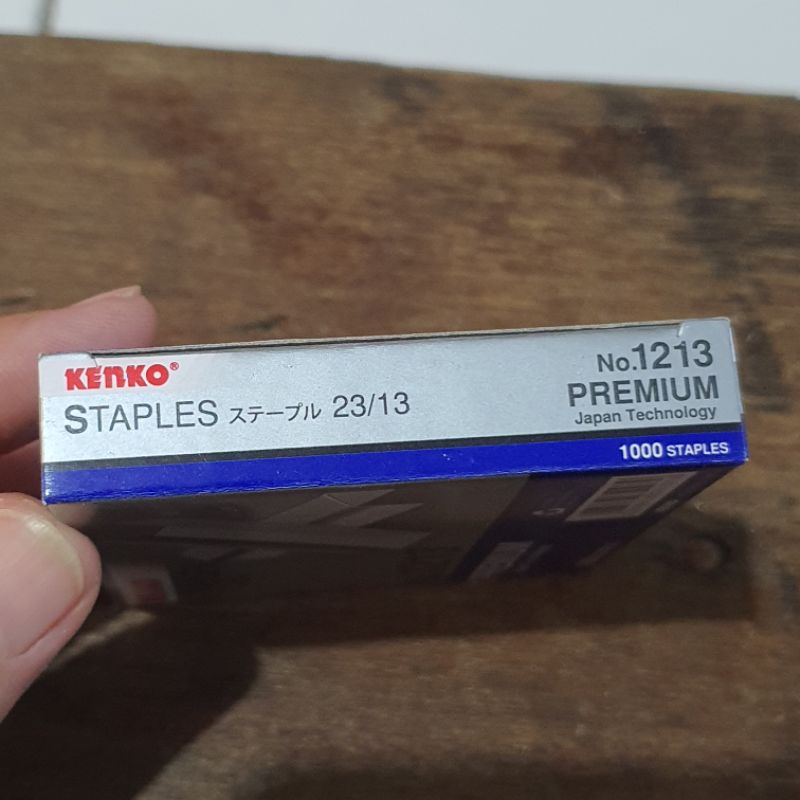 KENKO®
STAPLES ステープル 23/13
No.1213
PREMIUM
Japan Technology
1000 STAPLES